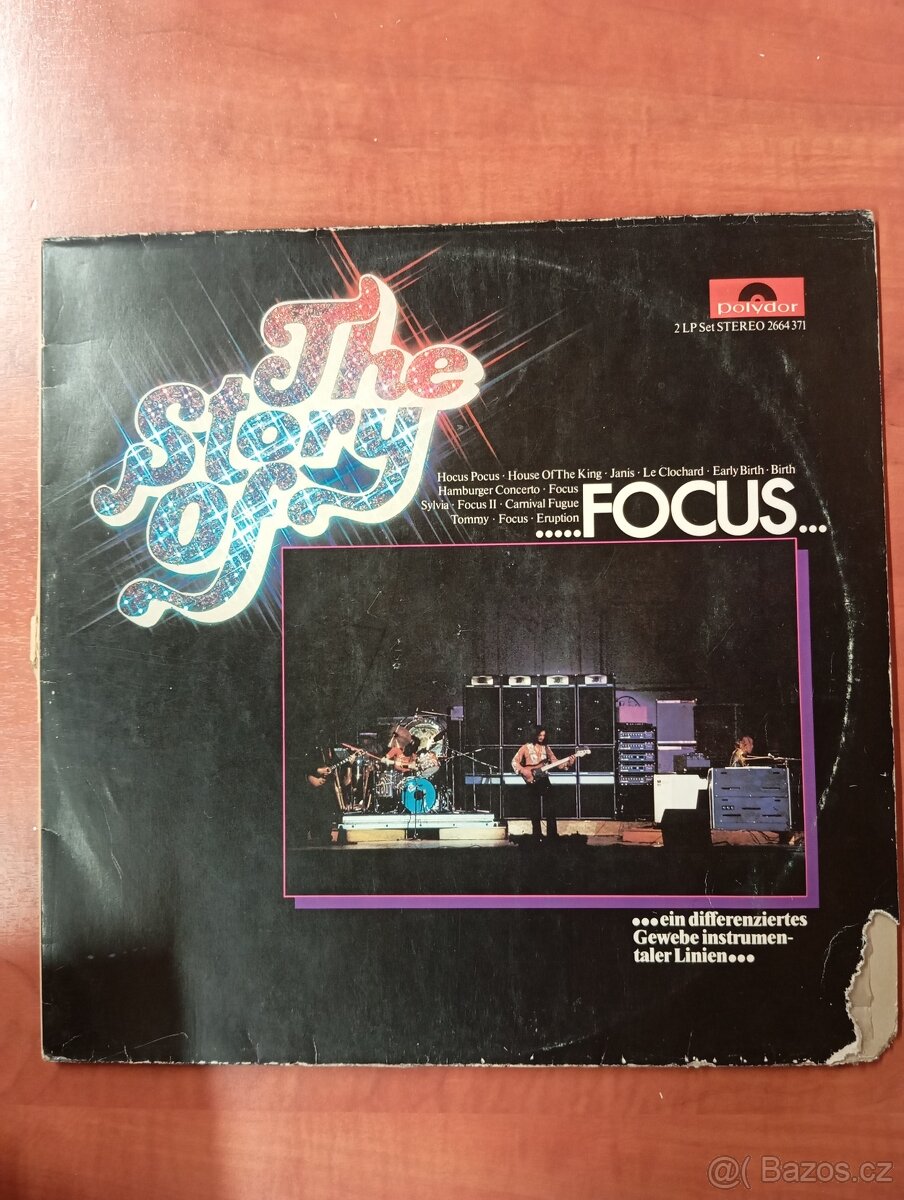 The
Story
Of
polydor
2 LP Set STEREO 2664 371
Hocus Pocus · House Of The King · Janis · Le Clochard · Early Birth · Birth
Hamburger Concerto · Focus
Sylvia · Focus II · Carnival Fugue
Tommy · Focus · Eruption
.....FOCUS...
...ein differenziertes
Gewebe instrumen-
taler Linien...
@( Bazos.cz